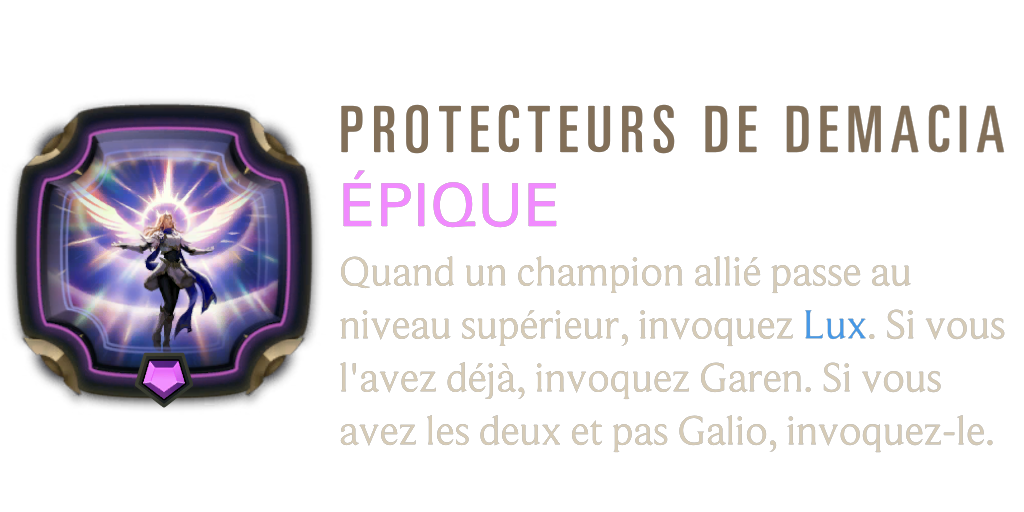 PROTECTEURS DE DEMACIA
ÉPIQUE
Quand un champion allié passe au
niveau supérieur, invoquez Lux. Si vous
l'avez déjà, invoquez Garen. Si vous
avez les deux et pas Galio, invoquez-le.